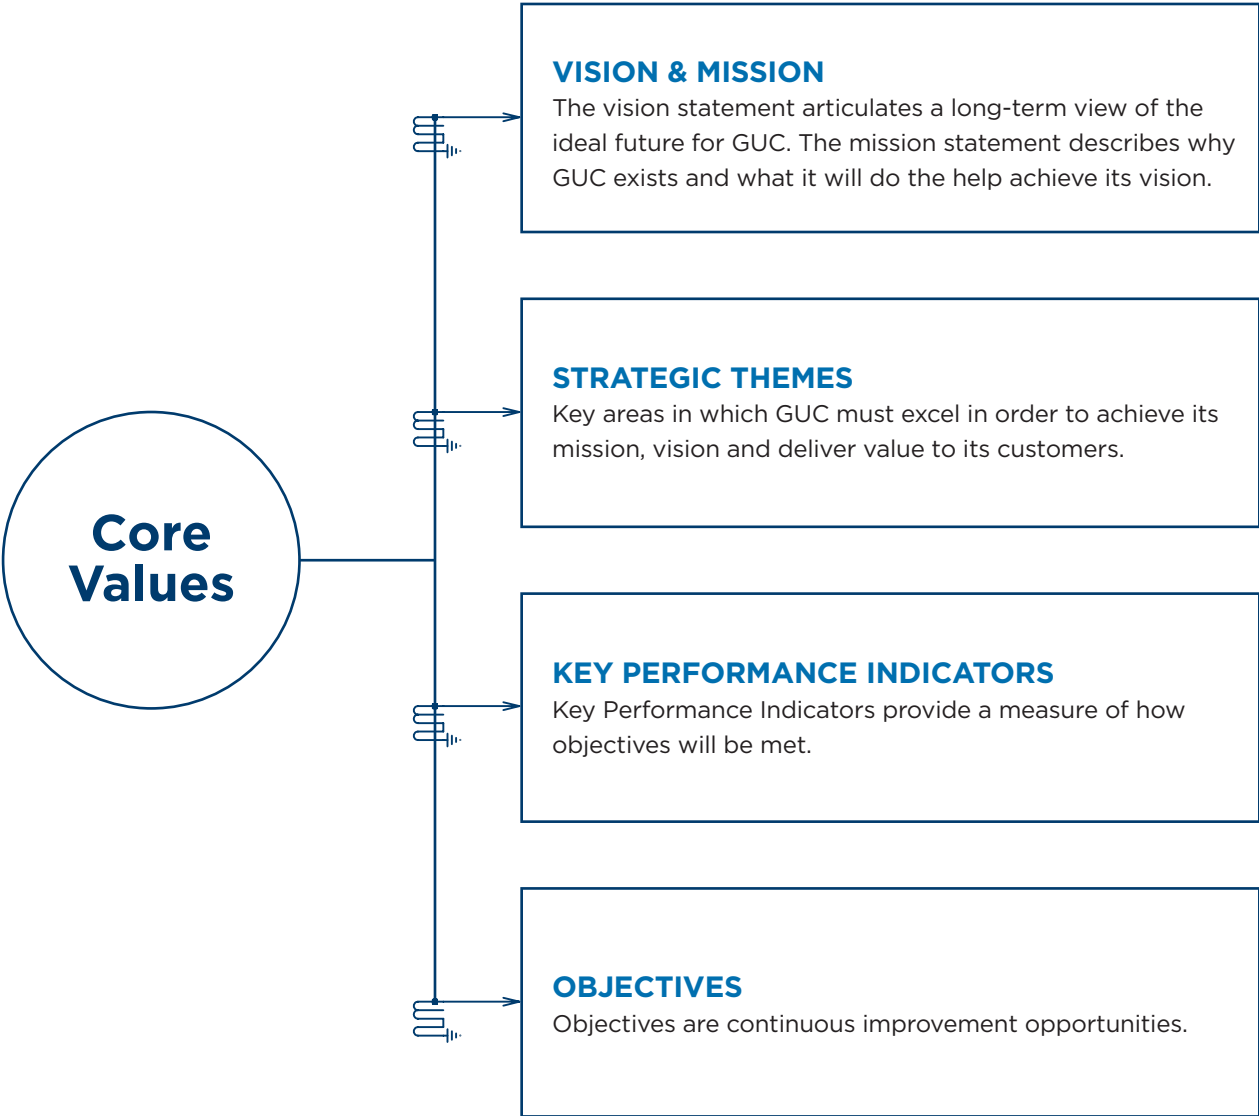 Core
Values
VISION & MISSION
The vision statement articulates a long-term view of the
ideal future for GUC. The mission statement describes why
GUC exists and what it will do the help achieve its vision.
STRATEGIC THEMES
Key areas in which GUC must excel in order to achieve its
mission, vision and deliver value to its customers.
KEY PERFORMANCE INDICATORS
Key Performance Indicators provide a measure of how
objectives will be met.
OBJECTIVES
Objectives are continuous improvement opportunities.